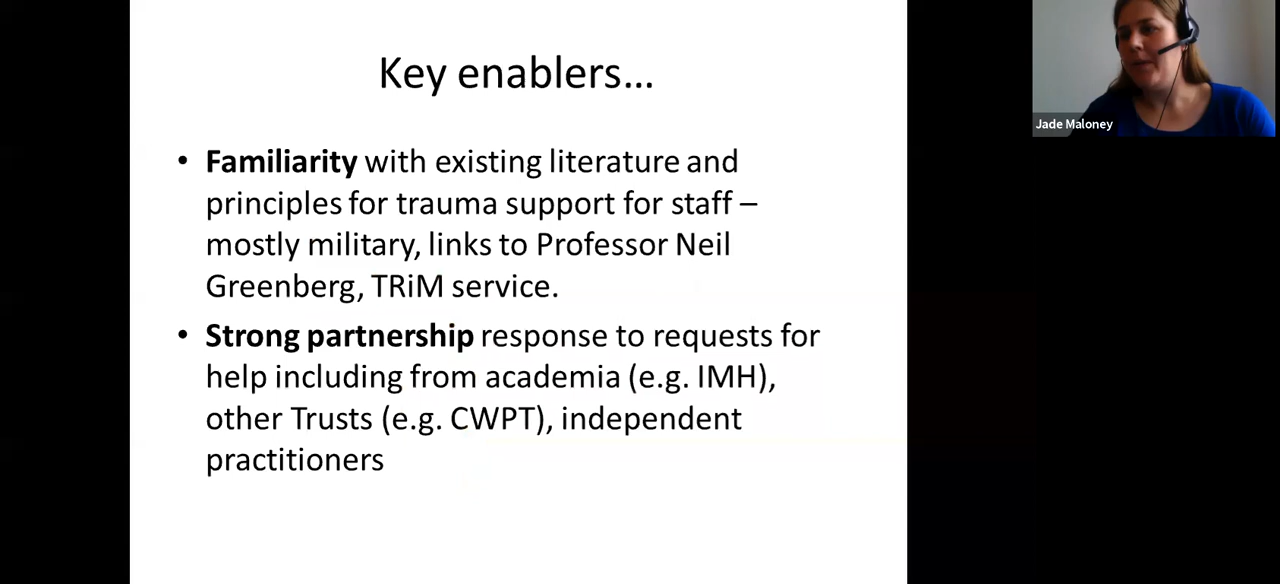 Key enablers…
• Familiarity with existing literature and
principles for trauma support for staff –
mostly military, links to Professor Neil
Greenberg, TRiM service.
• Strong partnership response to requests for
help including from academia (e.g. IMH),
other Trusts (e.g. CWPT), independent
practitioners
Jade Maloney